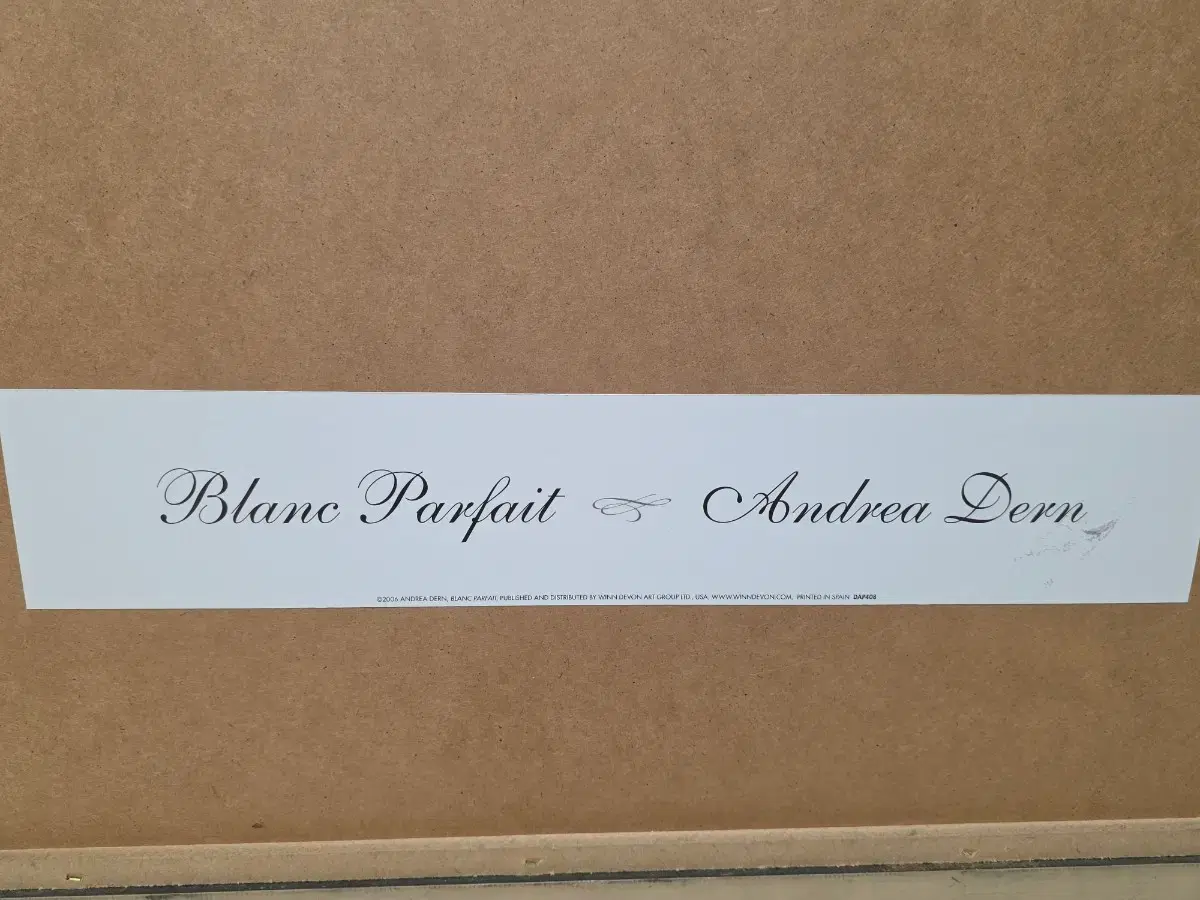 Blanc Parfait Andrea Dern
©2006 ANDREA DERN, BLANC PARFAIT, PUBLISHED AND DISTRIBUTED BY WINN DEVON ART GROUP LTD., USA. WWW.WINNDEVON.COM, PRINTED IN SPAIN DAP408